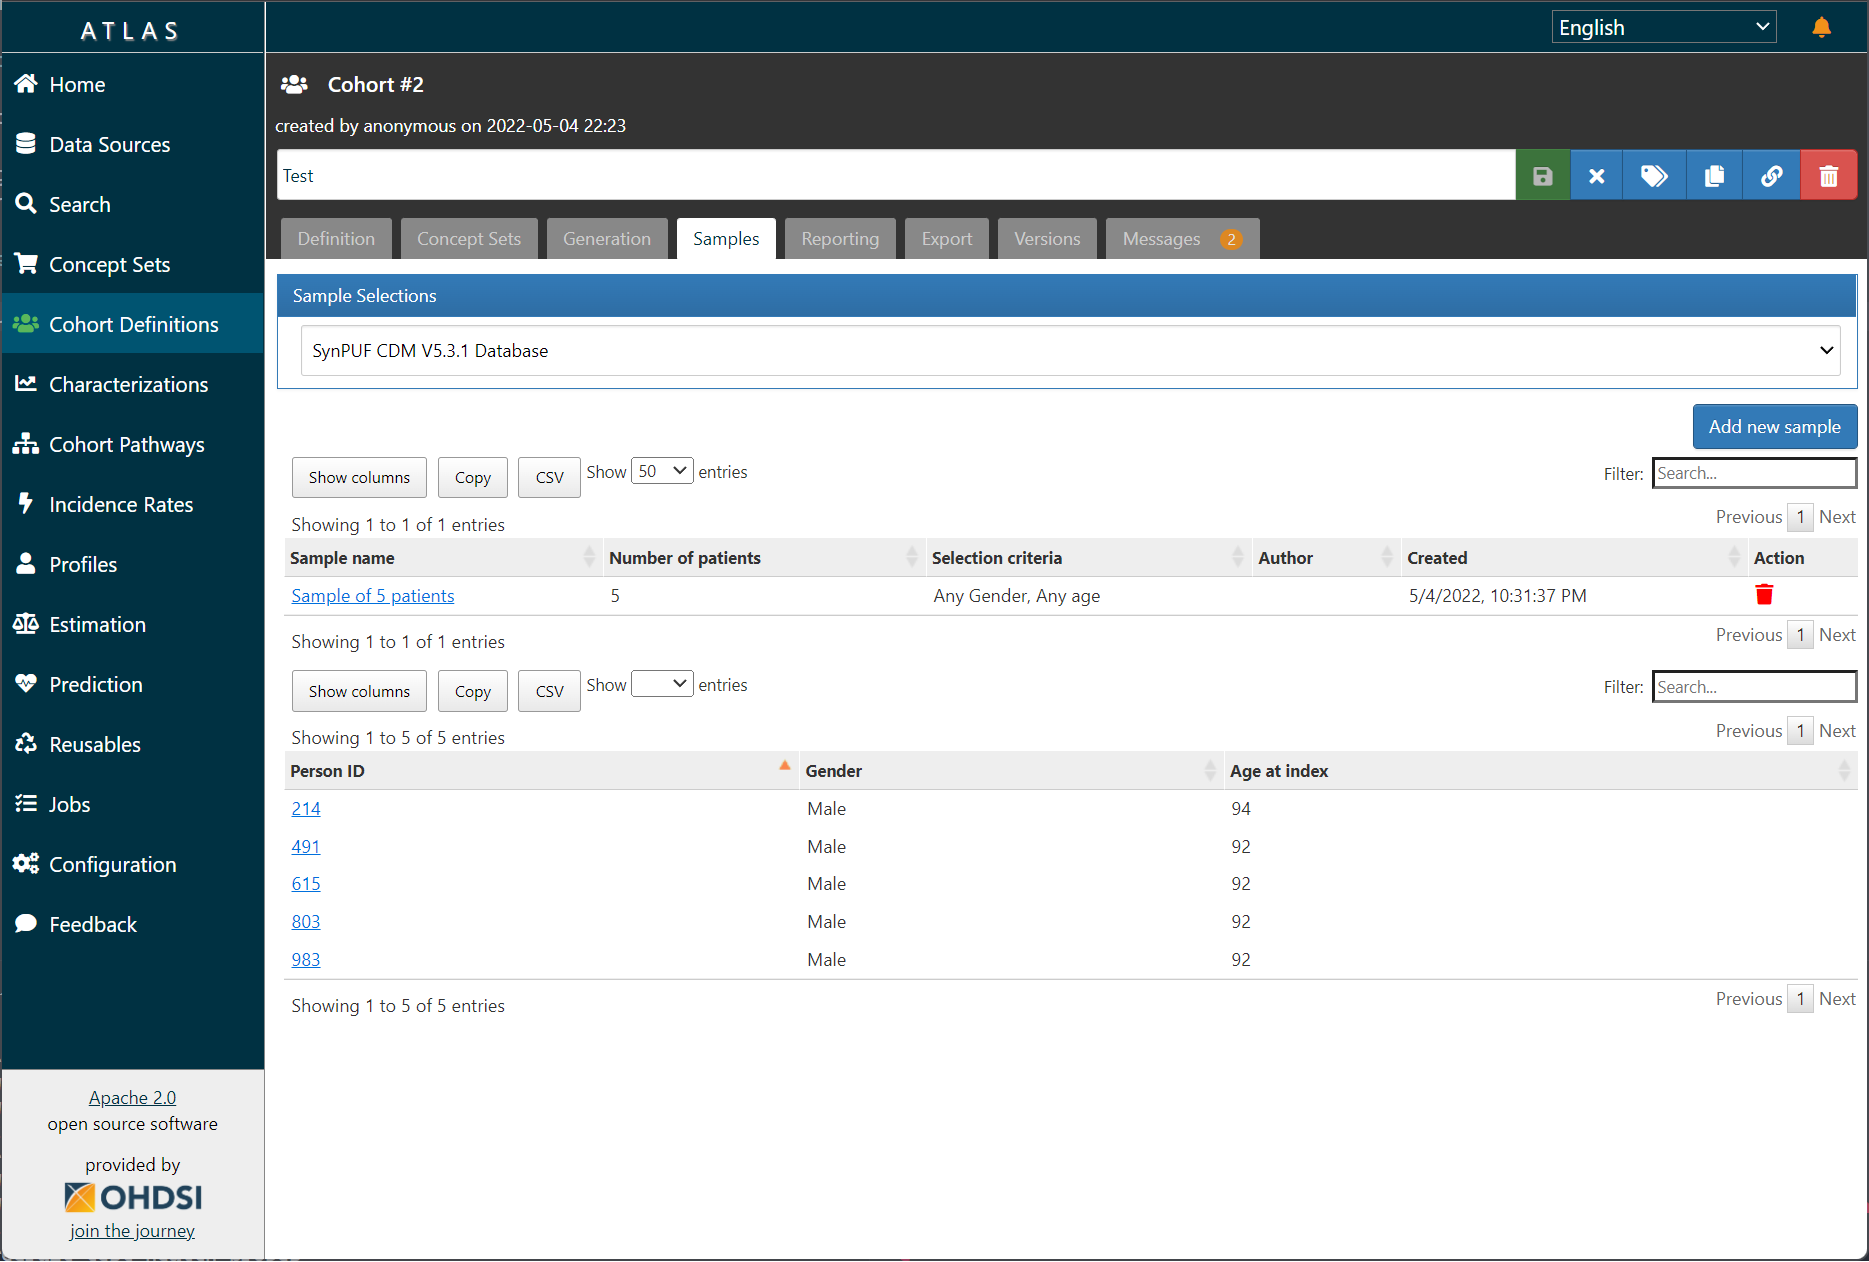 ATLAS
English
Home
Data Sources
Search
Concept Sets
Cohort Definitions
Characterizations
Cohort Pathways
Incidence Rates
Profiles
Estimation
Prediction
Reusables
Jobs
Configuration
Feedback
Apache 2.0
open source software
provided by
OHDSI
join the journey
Cohort #2
created by anonymous on 2022-05-04 22:23
Test
Definition Concept Sets Generation Samples Reporting Export Versions Messages 2
Sample Selections
SynPUF CDM V5.3.1 Database
Add new sample
Show columns Copy CSV Show 50 entries Filter: Search...
Showing 1 to 1 of 1 entries Previous 1 Next
Sample name Number of patients Selection criteria Author Created Action
Sample of 5 patients 5 Any Gender, Any age 5/4/2022, 10:31:37 PM
Showing 1 to 1 of 1 entries Previous 1 Next
Show columns Copy CSV Show entries Filter: Search...
Showing 1 to 5 of 5 entries Previous 1 Next
Person ID Gender Age at index
214 Male 94
491 Male 92
615 Male 92
803 Male 92
983 Male 92
Showing 1 to 5 of 5 entries Previous 1 Next